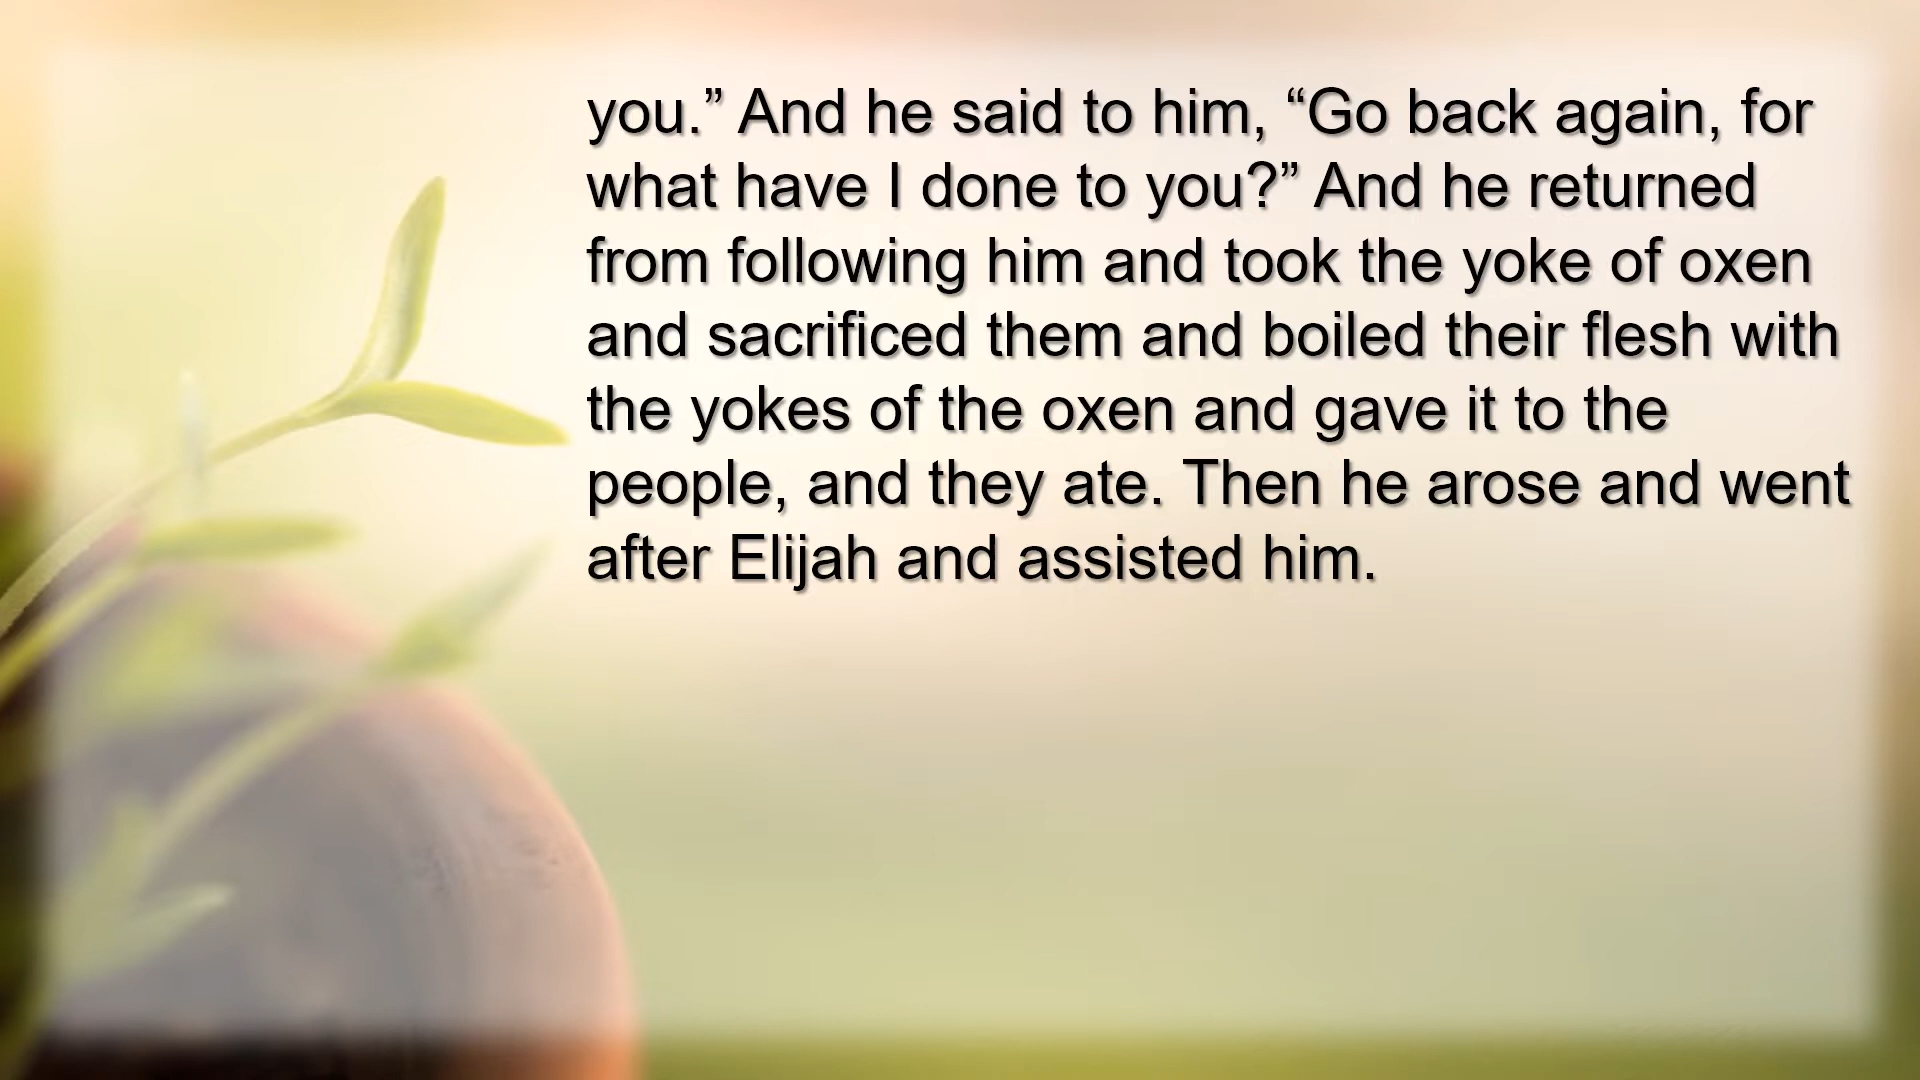 you.” And he said to him, “Go back again, for
what have I done to you?” And he returned
from following him and took the yoke of oxen
and sacrificed them and boiled their flesh with
the yokes of the oxen and gave it to the
people, and they ate. Then he arose and went
after Elijah and assisted him.